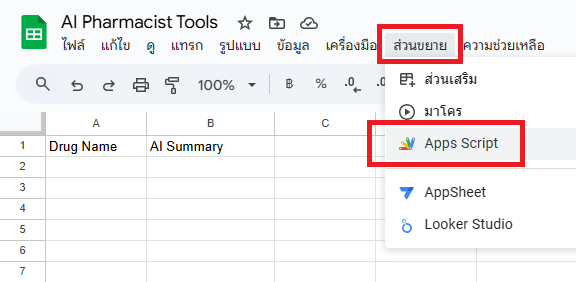 AI Pharmacist Tools
ไฟล์ แก้ไข ดู แทรก รูปแบบ ข้อมูล เครื่องมือ ส่วนขยาย ความช่วยเหลือ
100% ฿ % .0
ส่วนเสริม
มาโคร
Apps Script
AppSheet
Looker Studio
A B C
1 Drug Name AI Summary
2
3
4
5
6
7